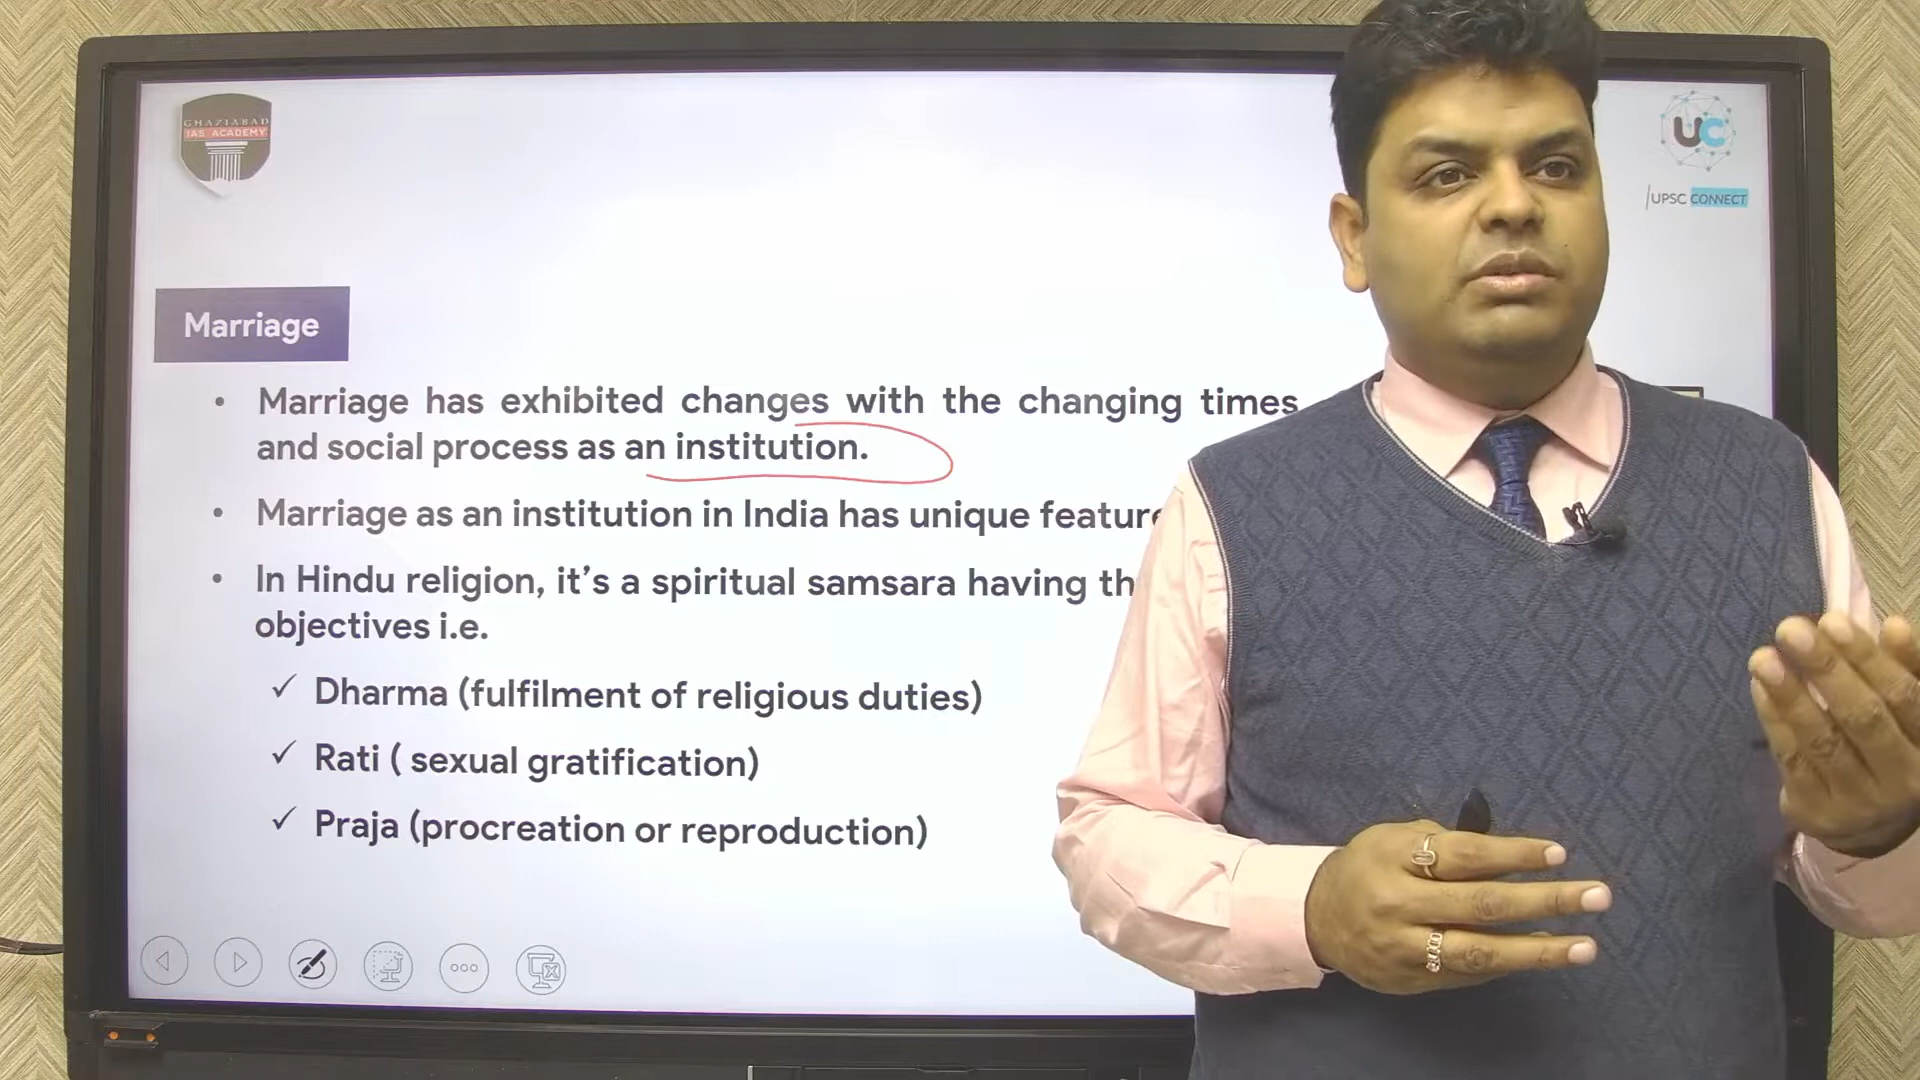 GHAZIABAD
IAS ACADEMY
UC
UPSC CONNECT
Marriage
• Marriage has exhibited changes with the changing times
and social process as an institution.
• Marriage as an institution in India has unique
• In Hindu religion, it’s a spiritual samsara having
objectives i.e.
✓ Dharma (fulfilment of religious duties)
✓ Rati ( sexual gratification)
✓ Praja (procreation or reproduction)